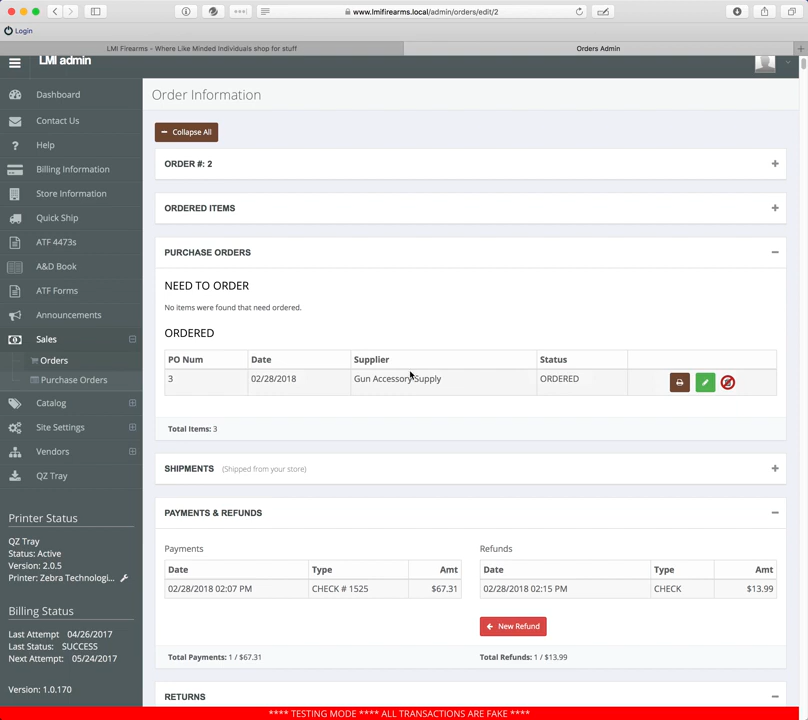 www.lmifirearms.local/admin/orders/edit/2
Login
LMI Firearms - Where Like Minded Individuals shop for stuff
Orders Admin
LMI admin
Dashboard
Contact Us
Help
Billing Information
Store Information
Quick Ship
ATF 4473s
A&D Book
ATF Forms
Announcements
Sales
Orders
Purchase Orders
Catalog
Site Settings
Vendors
QZ Tray
Printer Status
QZ Tray
Status: Active
Version: 2.0.5
Printer: Zebra Technologi...
Billing Status
Last Attempt 04/26/2017
Last Status: SUCCESS
Next Attempt: 05/24/2017
Version: 1.0.170
Order Information
Collapse All
ORDER #: 2
ORDERED ITEMS
PURCHASE ORDERS
NEED TO ORDER
No items were found that need ordered.
ORDERED
PO Num Date Supplier Status
3 02/28/2018 Gun Accessory Supply ORDERED
Total Items: 3
SHIPMENTS (Shipped from your store)
PAYMENTS & REFUNDS
Payments
Date Type Amt
02/28/2018 02:07 PM CHECK # 1525 $67.31
Total Payments: 1 / $67.31
Refunds
Date Type Amt
02/28/2018 02:15 PM CHECK $13.99
New Refund
Total Refunds: 1 / $13.99
RETURNS
**** TESTING MODE **** ALL TRANSACTIONS ARE FAKE ****